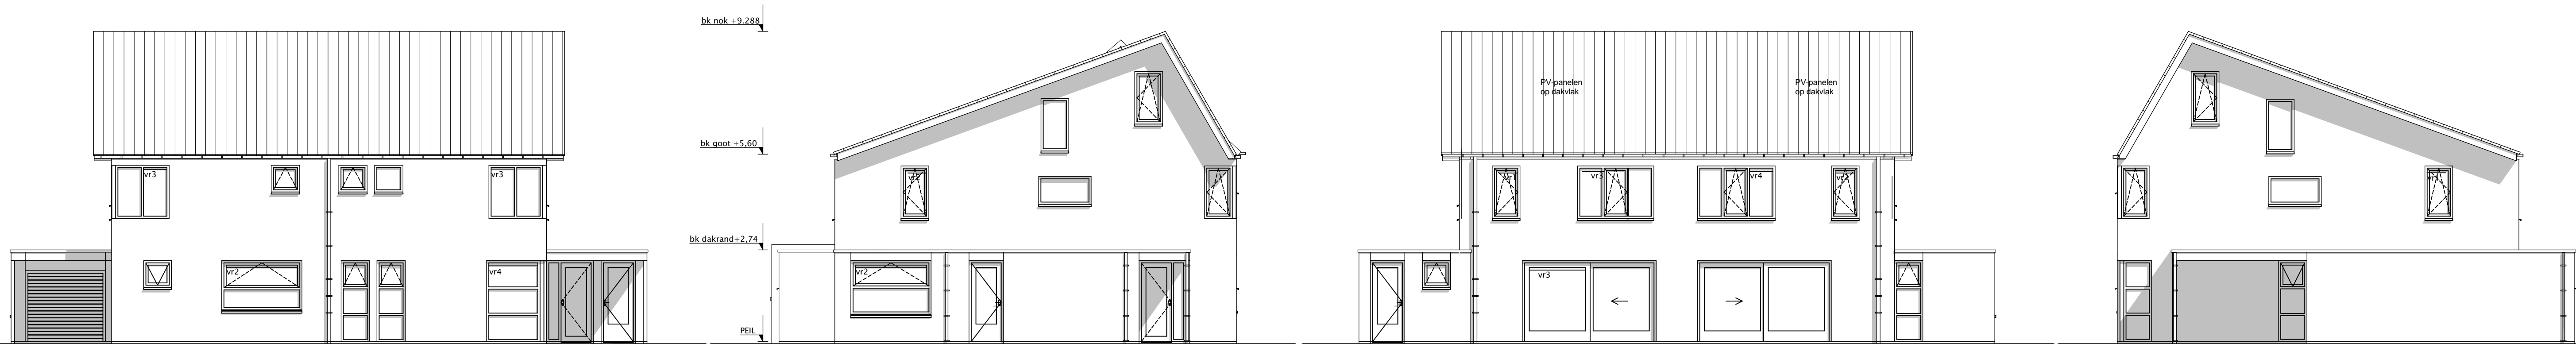 vr3
vr3
vr2
vr4
bk nok +9.288
bk goot +5,60
bk dakrand+2,74
PEIL
vr2
PV-panelen
op dakvlak
PV-panelen
op dakvlak
vr3
vr4
vr3